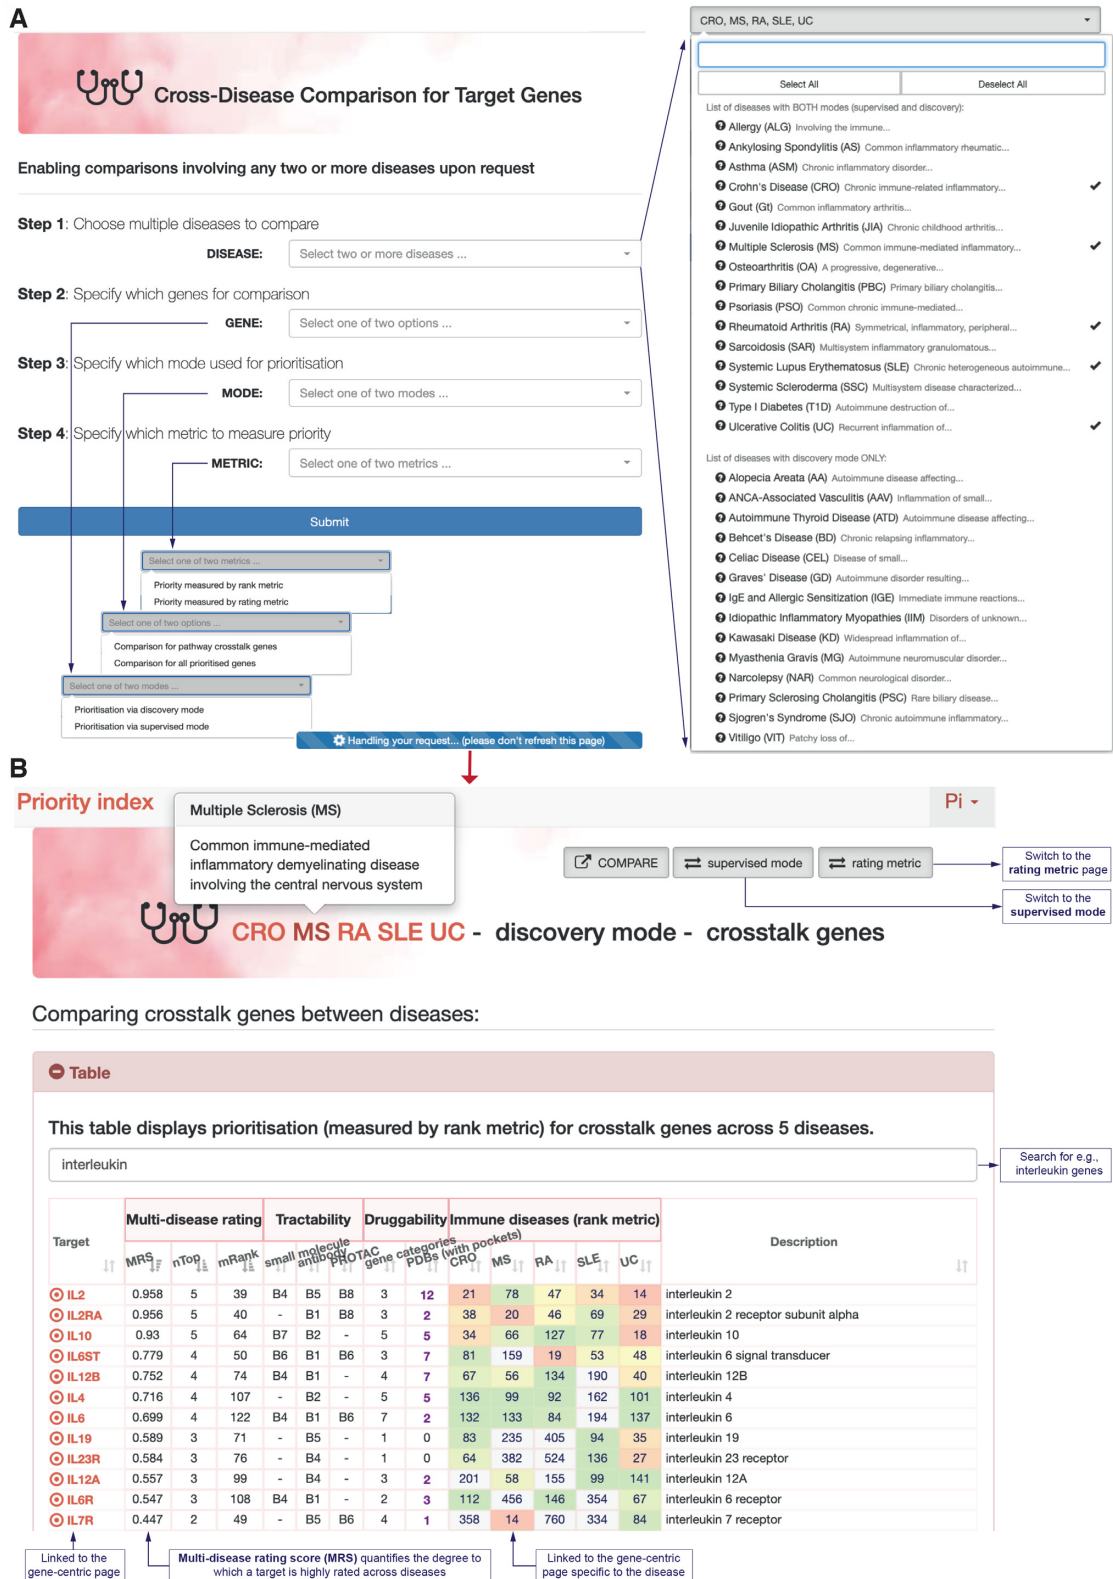 A
Cross-Disease Comparison for Target Genes
Enabling comparisons involving any two or more diseases upon request
Step 1: Choose multiple diseases to compare
DISEASE: Select two or more diseases ...
Step 2: Specify which genes for comparison
GENE: Select one of two options ...
Step 3: Specify which mode used for prioritisation
MODE: Select one of two modes ...
Step 4: Specify which metric to measure priority
METRIC: Select one of two metrics ...
Submit
Select one of two metrics ...
Priority measured by rank metric
Priority measured by rating metric
Select one of two options ...
Comparison for pathway crosstalk genes
Comparison for all prioritised genes
Select one of two modes ...
Prioritisation via discovery mode
Prioritisation via supervised mode
Handling your request... (please don't refresh this page)
CRO, MS, RA, SLE, UC
Select All Deselect All
List of diseases with BOTH modes (supervised and discovery):
Allergy (ALG) Involving the immune...
Ankylosing Spondylitis (AS) Common inflammatory rheumatic...
Asthma (ASM) Chronic inflammatory disorder...
Crohn's Disease (CRO) Chronic immune-related inflammatory...
Gout (Gt) Common inflammatory arthritis...
Juvenile Idiopathic Arthritis (JIA) Chronic childhood arthritis...
Multiple Sclerosis (MS) Common immune-mediated inflammatory...
Osteoarthritis (OA) A progressive, degenerative...
Primary Biliary Cholangitis (PBC) Primary biliary cholangitis...
Psoriasis (PSO) Common chronic immune-mediated...
Rheumatoid Arthritis (RA) Symmetrical, inflammatory, peripheral...
Sarcoidosis (SAR) Multisystem inflammatory granulomatous...
Systemic Lupus Erythematosus (SLE) Chronic heterogeneous autoimmune...
Systemic Scleroderma (SSC) Multisystem disease characterized...
Type I Diabetes (T1D) Autoimmune destruction of...
Ulcerative Colitis (UC) Recurrent inflammation of...
List of diseases with discovery mode ONLY:
Alopecia Areata (AA) Autoimmune disease affecting...
ANCA-Associated Vasculitis (AAV) Inflammation of small...
Autoimmune Thyroid Disease (ATD) Autoimmune disease affecting...
Behcet's Disease (BD) Chronic relapsing inflammatory...
Celiac Disease (CEL) Disease of small...
Graves' Disease (GD) Autoimmune disorder resulting...
IgE and Allergic Sensitization (IGE) Immediate immune reactions...
Idiopathic Inflammatory Myopathies (IIM) Disorders of unknown...
Kawasaki Disease (KD) Widespread inflammation of...
Myasthenia Gravis (MG) Autoimmune neuromuscular disorder...
Narcolepsy (NAR) Common neurological disorder...
Primary Sclerosing Cholangitis (PSC) Rare biliary disease...
Sjogren's Syndrome (SJO) Chronic autoimmune inflammatory...
Vitiligo (VIT) Patchy loss of...
B
Priority index Pi
Multiple Sclerosis (MS)
Common immune-mediated
inflammatory demyelinating disease
involving the central nervous system
COMPARE supervised mode rating metric
Switch to the
rating metric page
Switch to the
supervised mode
CRO MS RA SLE UC - discovery mode - crosstalk genes
Comparing crosstalk genes between diseases:
Table
This table displays prioritisation (measured by rank metric) for crosstalk genes across 5 diseases.
interleukin
Search for e.g.,
interleukin genes
Target Multi-disease rating Tractability Druggability Immune diseases (rank metric) Description
MRS nTop mRank small molecule antibody PROTAC gene categories PDBs (with pockets) CRO MS RA SLE UC
IL2 0.958 5 39 B4 B5 B8 3 12 21 78 47 34 14 interleukin 2
IL2RA 0.956 5 40 - B1 B8 3 2 38 20 46 69 29 interleukin 2 receptor subunit alpha
IL10 0.93 5 64 B7 B2 - 5 5 34 66 127 77 18 interleukin 10
IL6ST 0.779 4 50 B6 B1 B6 3 7 81 159 19 53 48 interleukin 6 signal transducer
IL12B 0.752 4 74 B4 B1 - 4 7 67 56 134 190 40 interleukin 12B
IL4 0.716 4 107 - B2 - 5 5 136 99 92 162 101 interleukin 4
IL6 0.699 4 122 B4 B1 B6 7 2 132 133 84 194 137 interleukin 6
IL19 0.589 3 71 - B5 - 1 0 83 235 405 94 35 interleukin 19
IL23R 0.584 3 76 - B4 - 1 0 64 382 524 136 27 interleukin 23 receptor
IL12A 0.557 3 99 - B4 - 3 2 201 58 155 99 141 interleukin 12A
IL6R 0.547 3 108 B4 B1 - 2 3 112 456 146 354 67 interleukin 6 receptor
IL7R 0.447 2 49 - B5 B6 4 1 358 14 760 334 84 interleukin 7 receptor
Linked to the
gene-centric page
Multi-disease rating score (MRS) quantifies the degree to
which a target is highly rated across diseases
Linked to the gene-centric
page specific to the disease